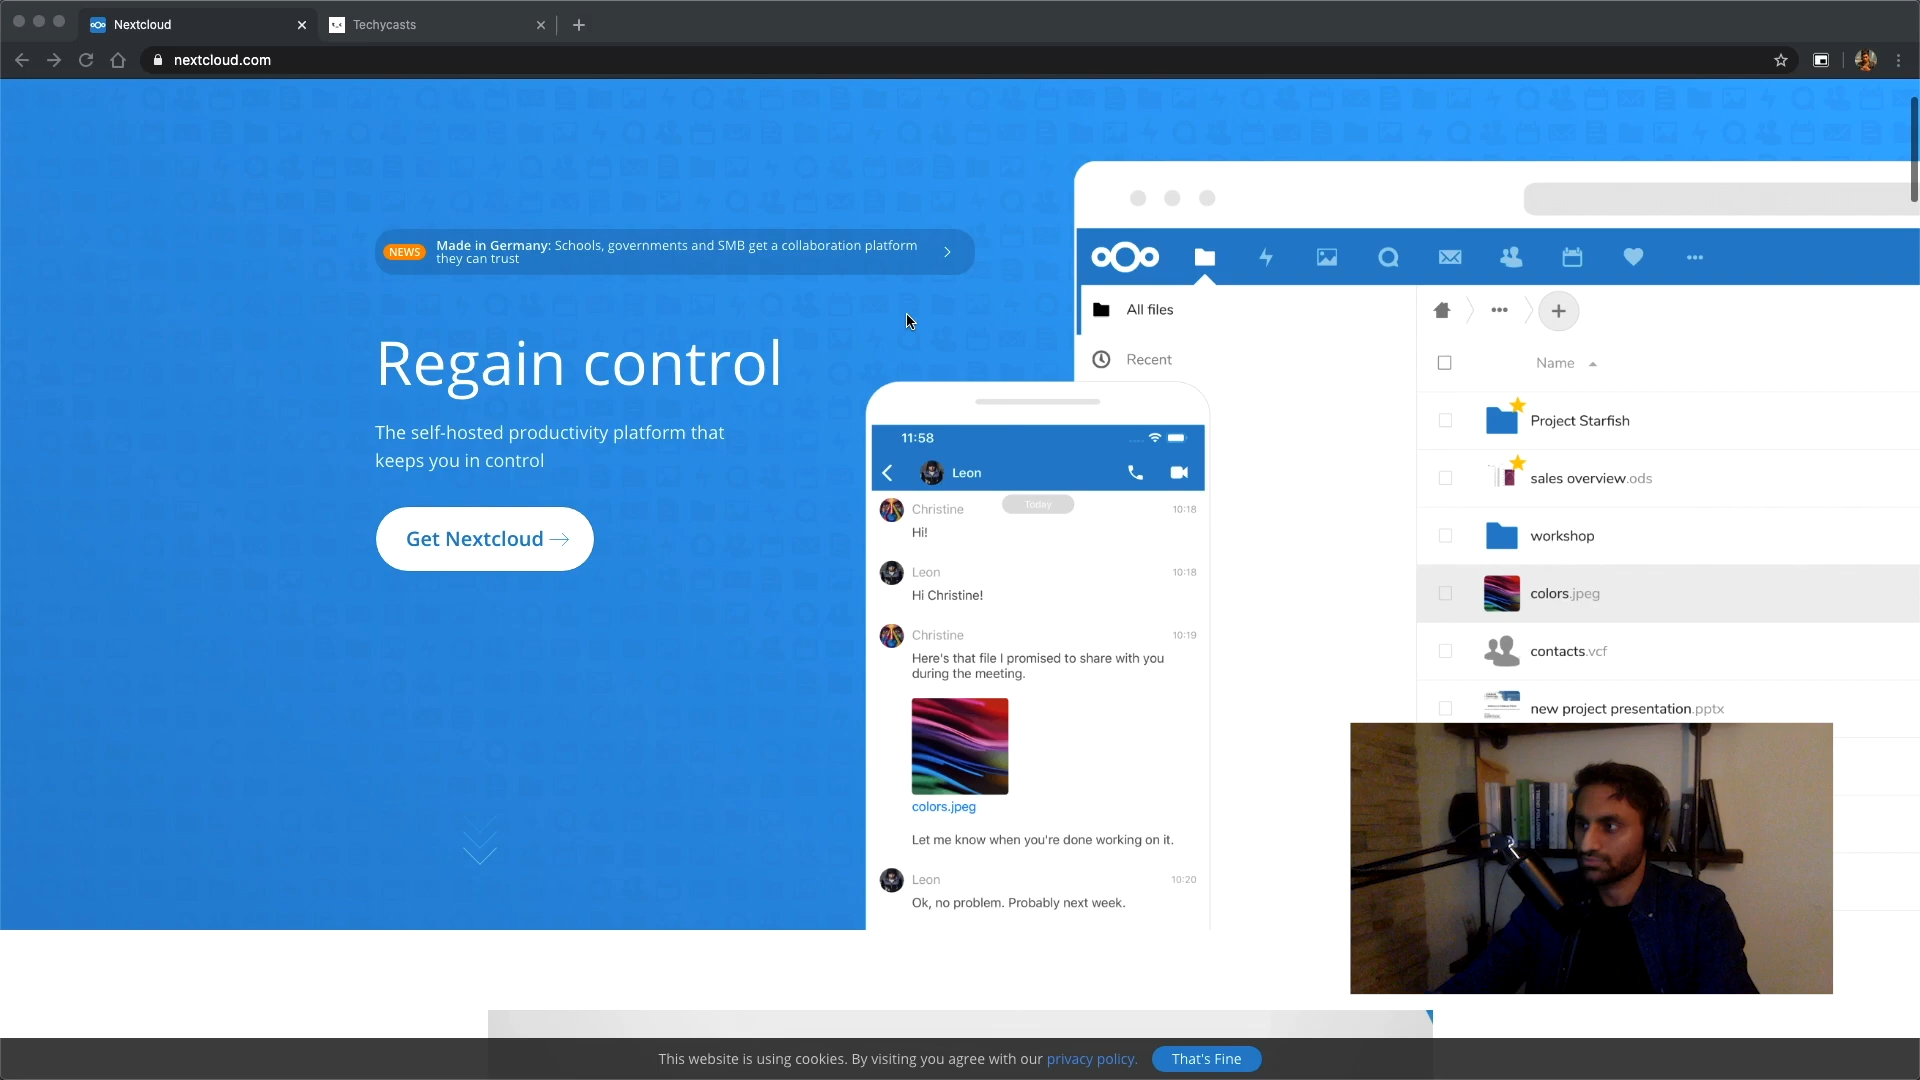 Nextcloud
Techycasts
nextcloud.com
NEWS
Made in Germany: Schools, governments and SMB get a collaboration platform
they can trust
Regain control
The self-hosted productivity platform that
keeps you in control
Get Nextcloud
All files
Recent
Name
Project Starfish
sales overview.ods
workshop
colors.jpeg
contacts.vcf
new project presentation.pptx
11:58
Leon
Today
Christine
10:18
Hi!
Leon
10:18
Hi Christine!
Christine
10:19
Here's that file I promised to share with you
during the meeting.
colors.jpeg
Let me know when you're done working on it.
Leon
10:20
Ok, no problem. Probably next week.
This website is using cookies. By visiting you agree with our privacy policy.
That's Fine